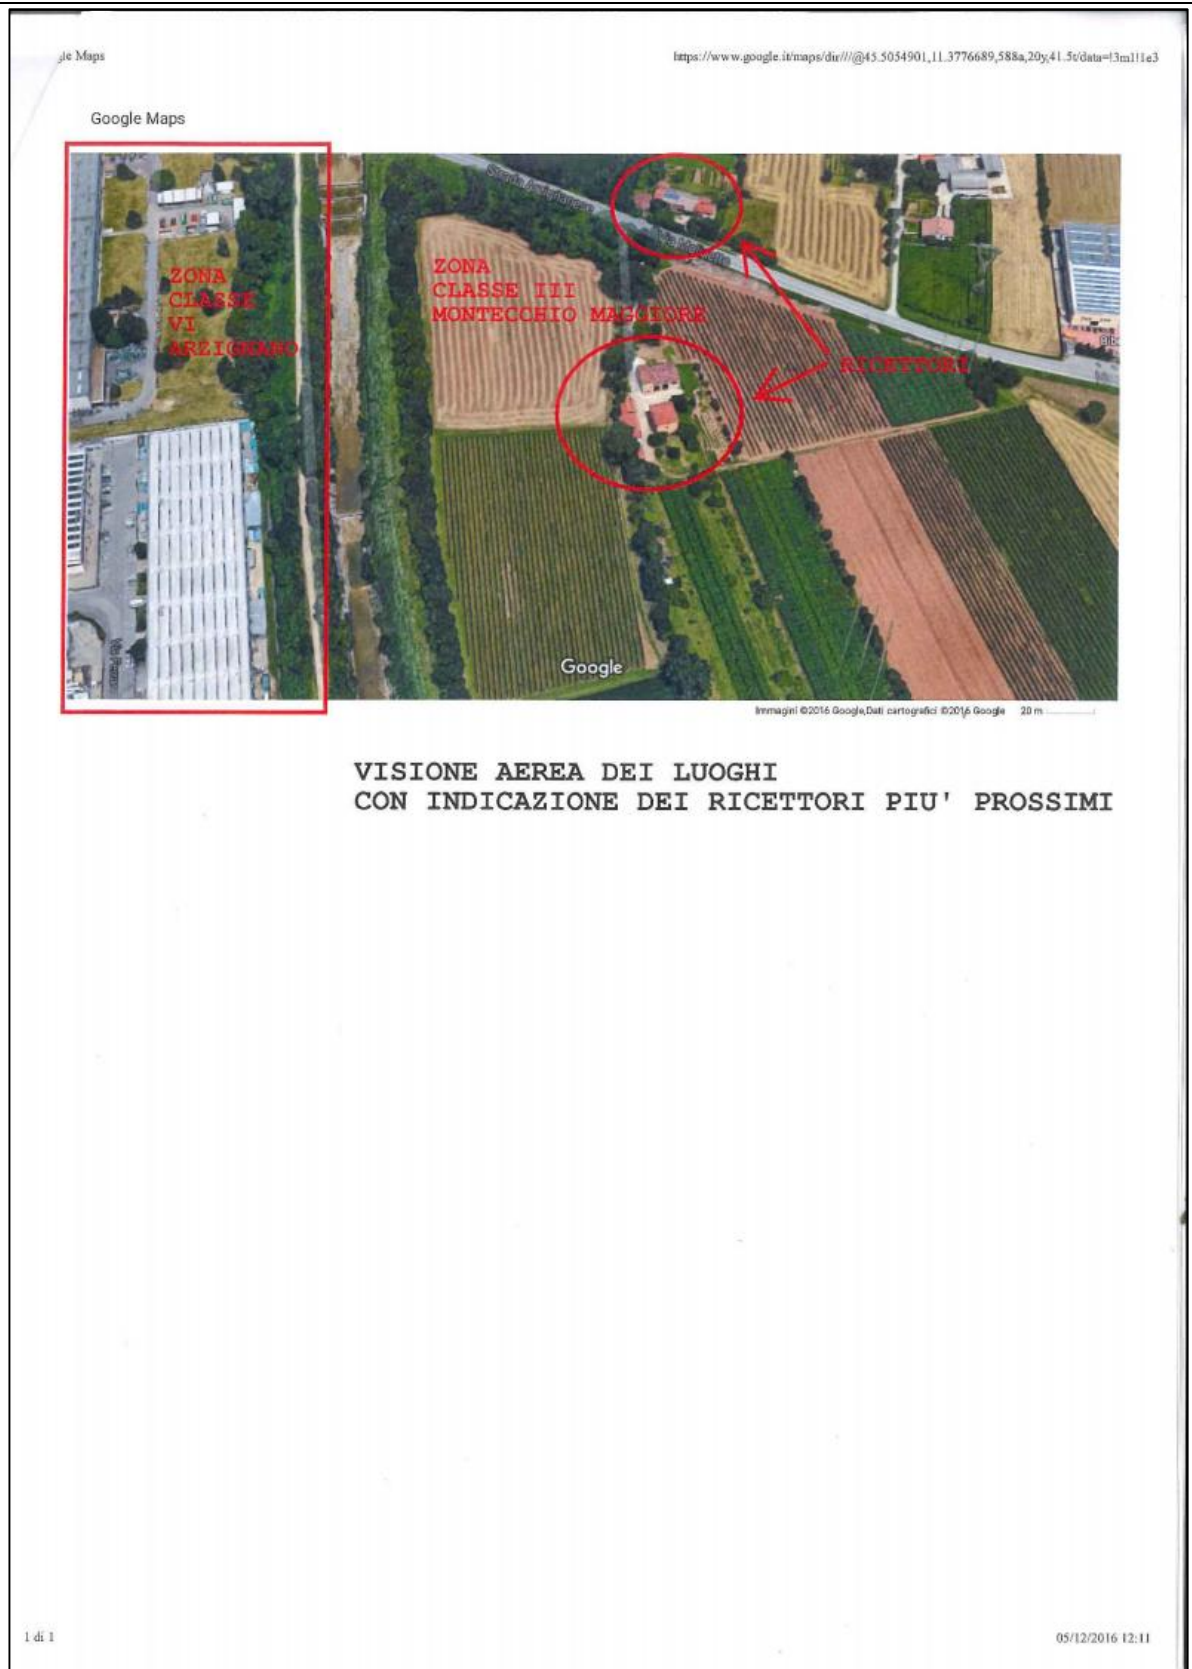 gle Maps
https://www.google.it/maps/dir///@45.5054901,11.3776689,588a,20y,41.5t/data=!3m1!1e3
Google Maps
ZONA
CLASSE
VI
ARZIGNANO
ZONA
CLASSE III
MONTECCHIO MAGGIORE
RICETTORI
Google
Immagini ©2016 Google,Dati cartografici ©2016 Google 20 m
VISIONE AEREA DEI LUOGHI
CON INDICAZIONE DEI RICETTORI PIU' PROSSIMI
1 di 1
05/12/2016 12:11